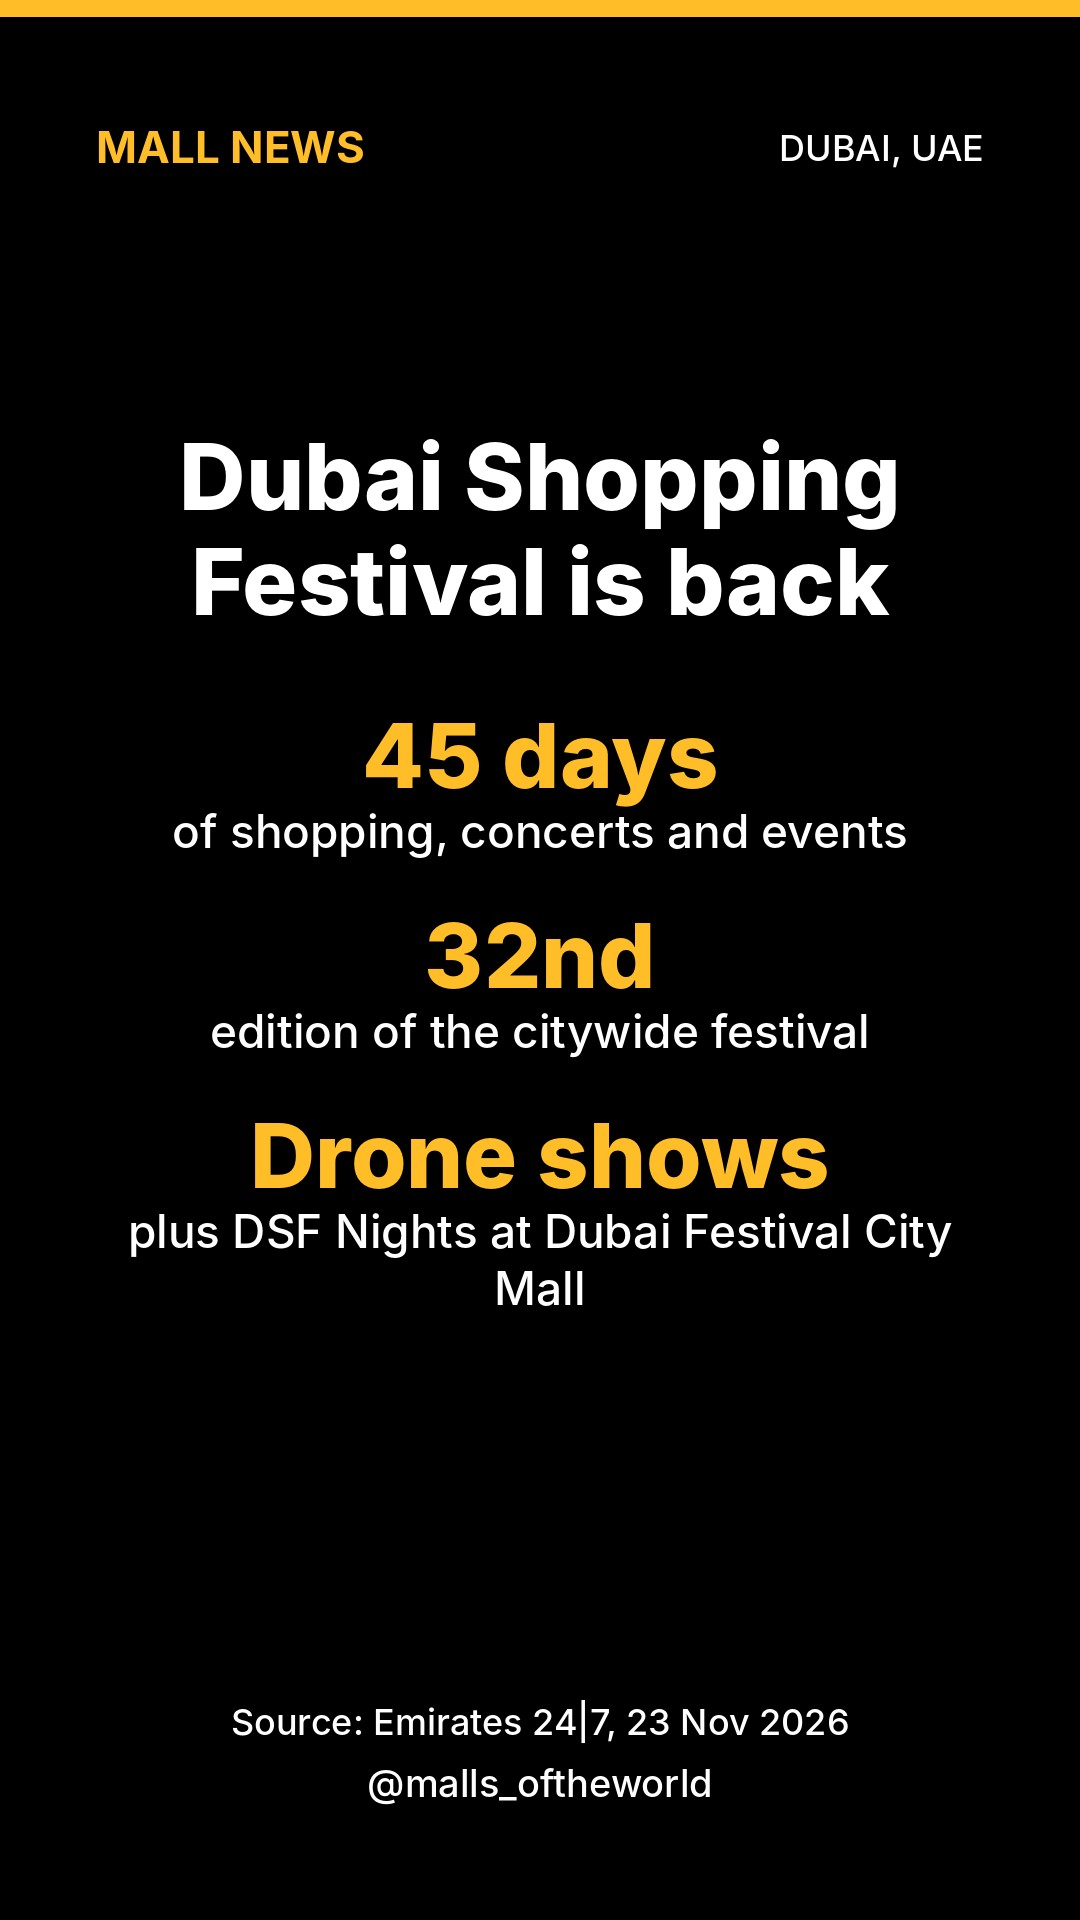 MALL NEWS
DUBAI, UAE
Dubai Shopping
Festival is back
45 days
of shopping, concerts and events
32nd
edition of the citywide festival
Drone shows
plus DSF Nights at Dubai Festival City
Mall
Source: Emirates 24|7, 23 Nov 2026
@malls_oftheworld